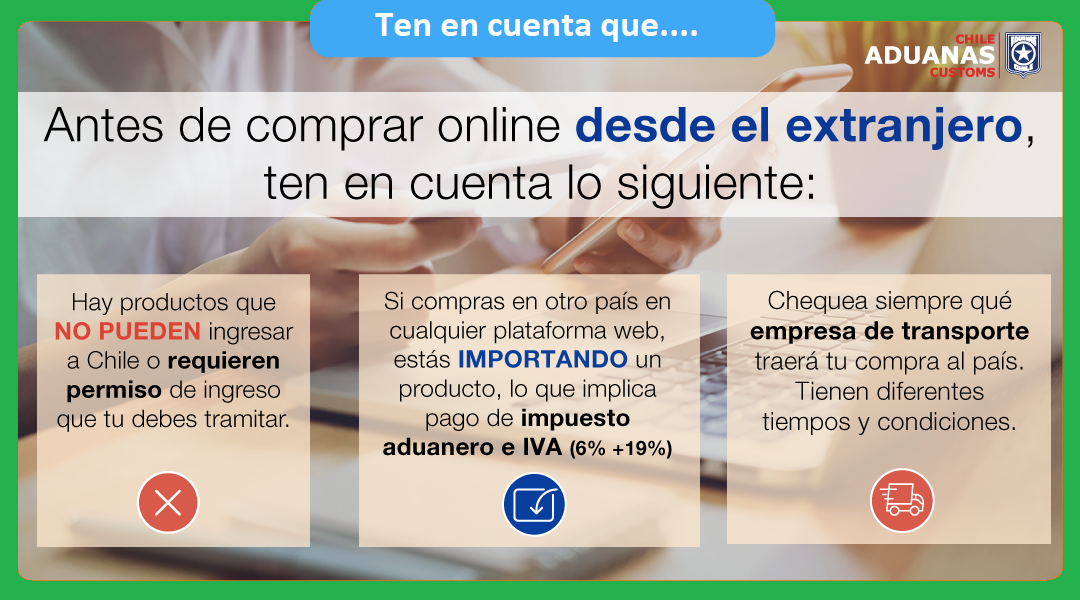 Ten en cuenta que....
CHILE
ADUANAS
CUSTOMS
Antes de comprar online desde el extranjero,
ten en cuenta lo siguiente:
Hay productos que
NO PUEDEN ingresar
a Chile o requieren
permiso de ingreso
que tu debes tramitar.
Si compras en otro país en
cualquier plataforma web,
estás IMPORTANDO un
producto, lo que implica
pago de impuesto
aduanero e IVA (6% +19%)
Chequea siempre qué
empresa de transporte
traerá tu compra al país.
Tienen diferentes
tiempos y condiciones.